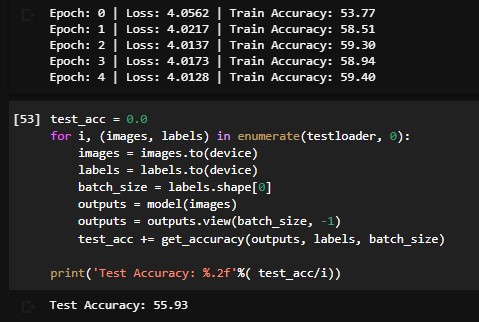 Epoch: 0 | Loss: 4.0562 | Train Accuracy: 53.77
Epoch: 1 | Loss: 4.0217 | Train Accuracy: 58.51
Epoch: 2 | Loss: 4.0137 | Train Accuracy: 59.30
Epoch: 3 | Loss: 4.0173 | Train Accuracy: 58.94
Epoch: 4 | Loss: 4.0128 | Train Accuracy: 59.40
[53] test_acc = 0.0
for i, (images, labels) in enumerate(testloader, 0):
    images = images.to(device)
    labels = labels.to(device)
    batch_size = labels.shape[0]
    outputs = model(images)
    outputs = outputs.view(batch_size, -1)
    test_acc += get_accuracy(outputs, labels, batch_size)
print('Test Accuracy: %.2f'%( test_acc/i))
Test Accuracy: 55.93